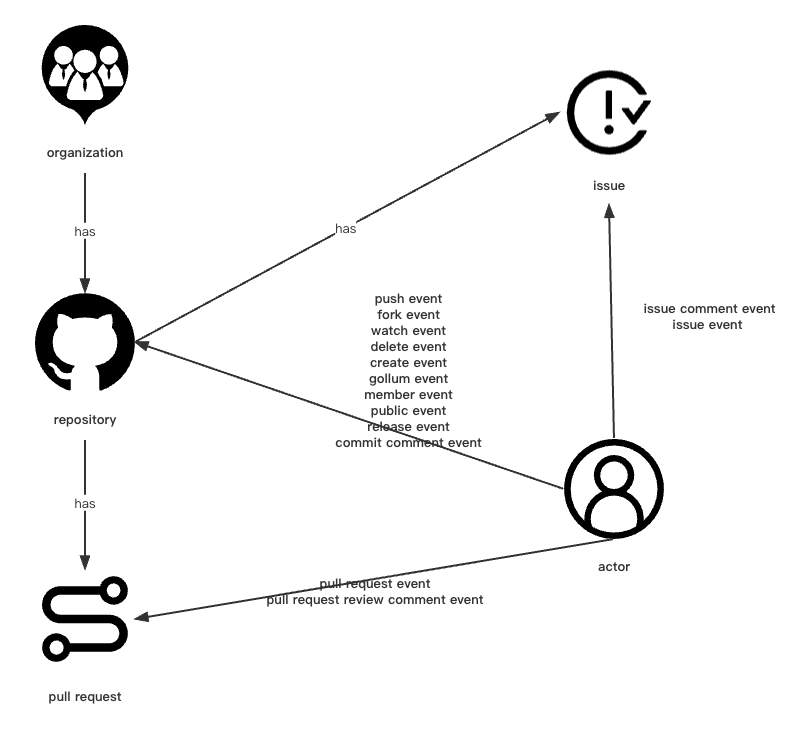 organization
has
issue
has
issue comment event
issue event
push event
fork event
watch event
delete event
create event
gollum event
member event
public event
release event
commit comment event
repository
has
actor
pull request event
pull request review comment event
pull request